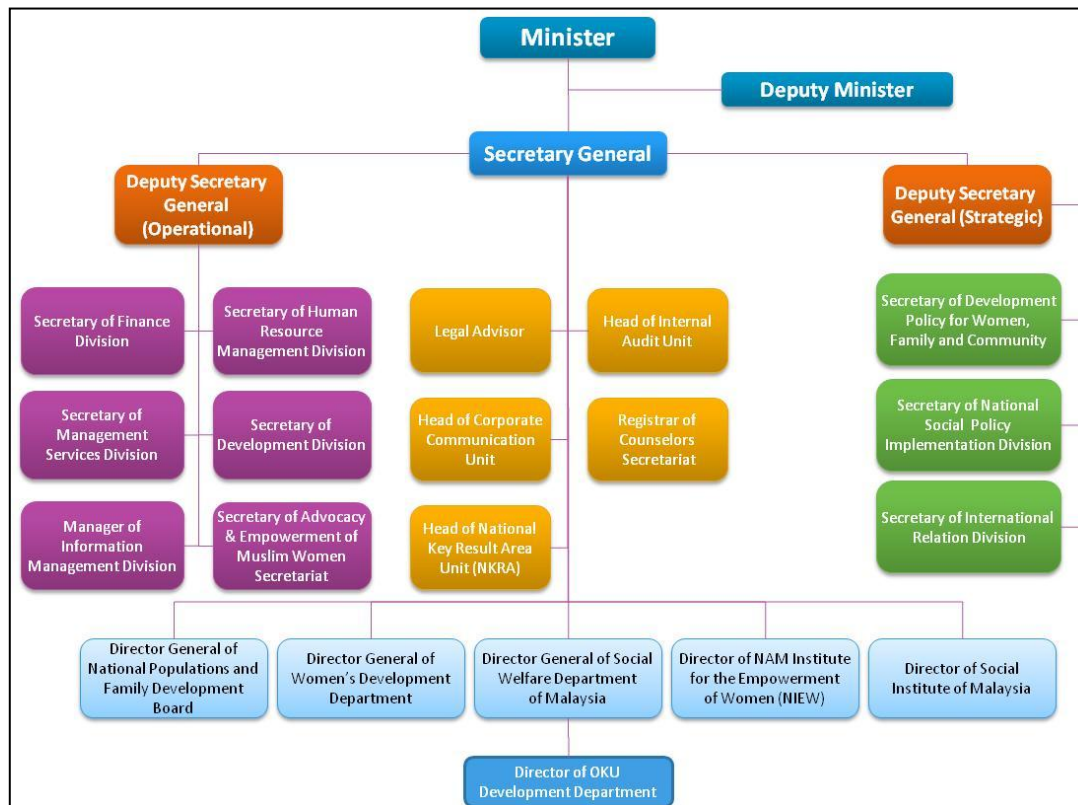 Minister
Deputy Minister
Secretary General
Deputy Secretary
General
(Operational)
Deputy Secretary
General (Strategic)
Secretary of Finance
Division
Secretary of Human
Resource
Management Division
Legal Advisor
Head of Internal
Audit Unit
Secretary of Development
Policy for Women,
Family and Community
Secretary of
Management
Services Division
Secretary of
Development Division
Head of Corporate
Communication
Unit
Registrar of
Counselors
Secretariat
Secretary of National
Social Policy
Implementation Division
Manager of
Information
Management Division
Secretary of Advocacy
& Empowerment of
Muslim Women
Secretariat
Head of National
Key Result Area
Unit (NKRA)
Secretary of International
Relation Division
Director General of
National Populations and
Family Development
Board
Director General of
Women's Development
Department
Director General of Social
Welfare Department
of Malaysia
Director of NAM Institute
for the Empowerment
of Women (NIEW)
Director of Social
Institute of Malaysia
Director of OKU
Development Department